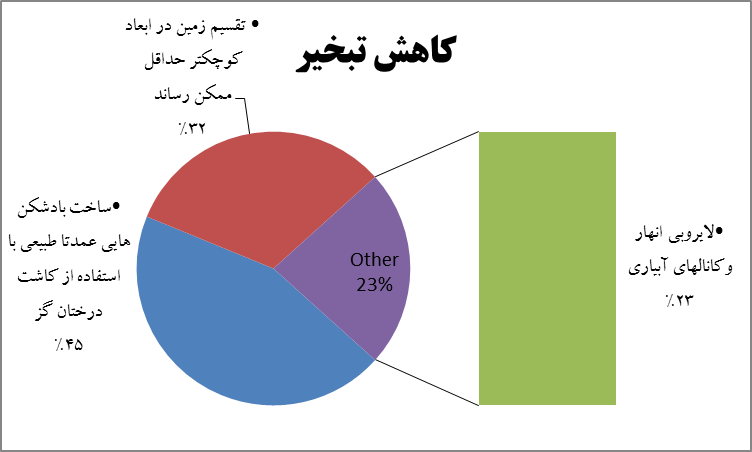 کاهش تبخیر
• تقسیم زمین در ابعاد
کوچکتر حداقل
ممکن رساند
٪۳۲
•ساخت بادشکن
هایی عمدتا طبیعی با
استفاده از کاشت
درختان گز
٪۴۵
Other
23%
•لایروبی انهار
وکانالهای آبیاری
٪۲۳